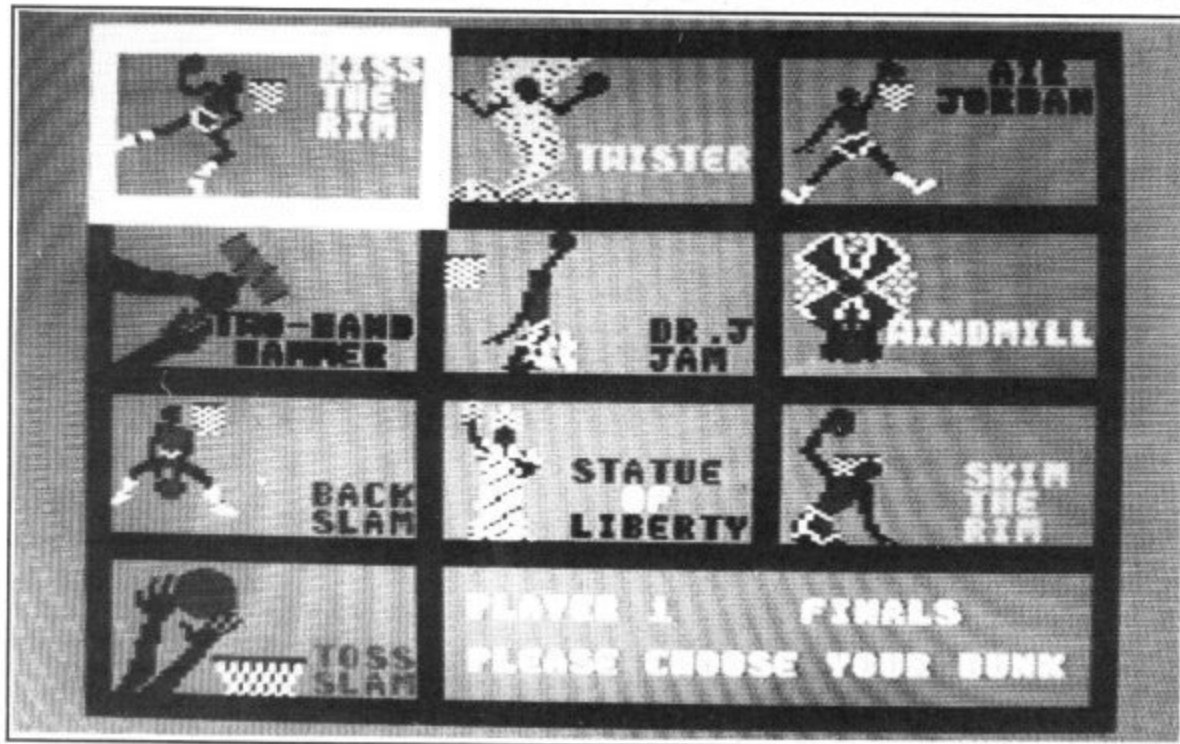 KISS
THE
RIM
TWISTER
AIR
JORDAN
TWO-HAND
HAMMER
DR.J
JAM
WINDMILL
BACK
SLAM
STATUE
OF
LIBERTY
SKIM
THE
RIM
TOSS
SLAM
PLAYER 1 FINALS
PLEASE CHOOSE YOUR DUNK